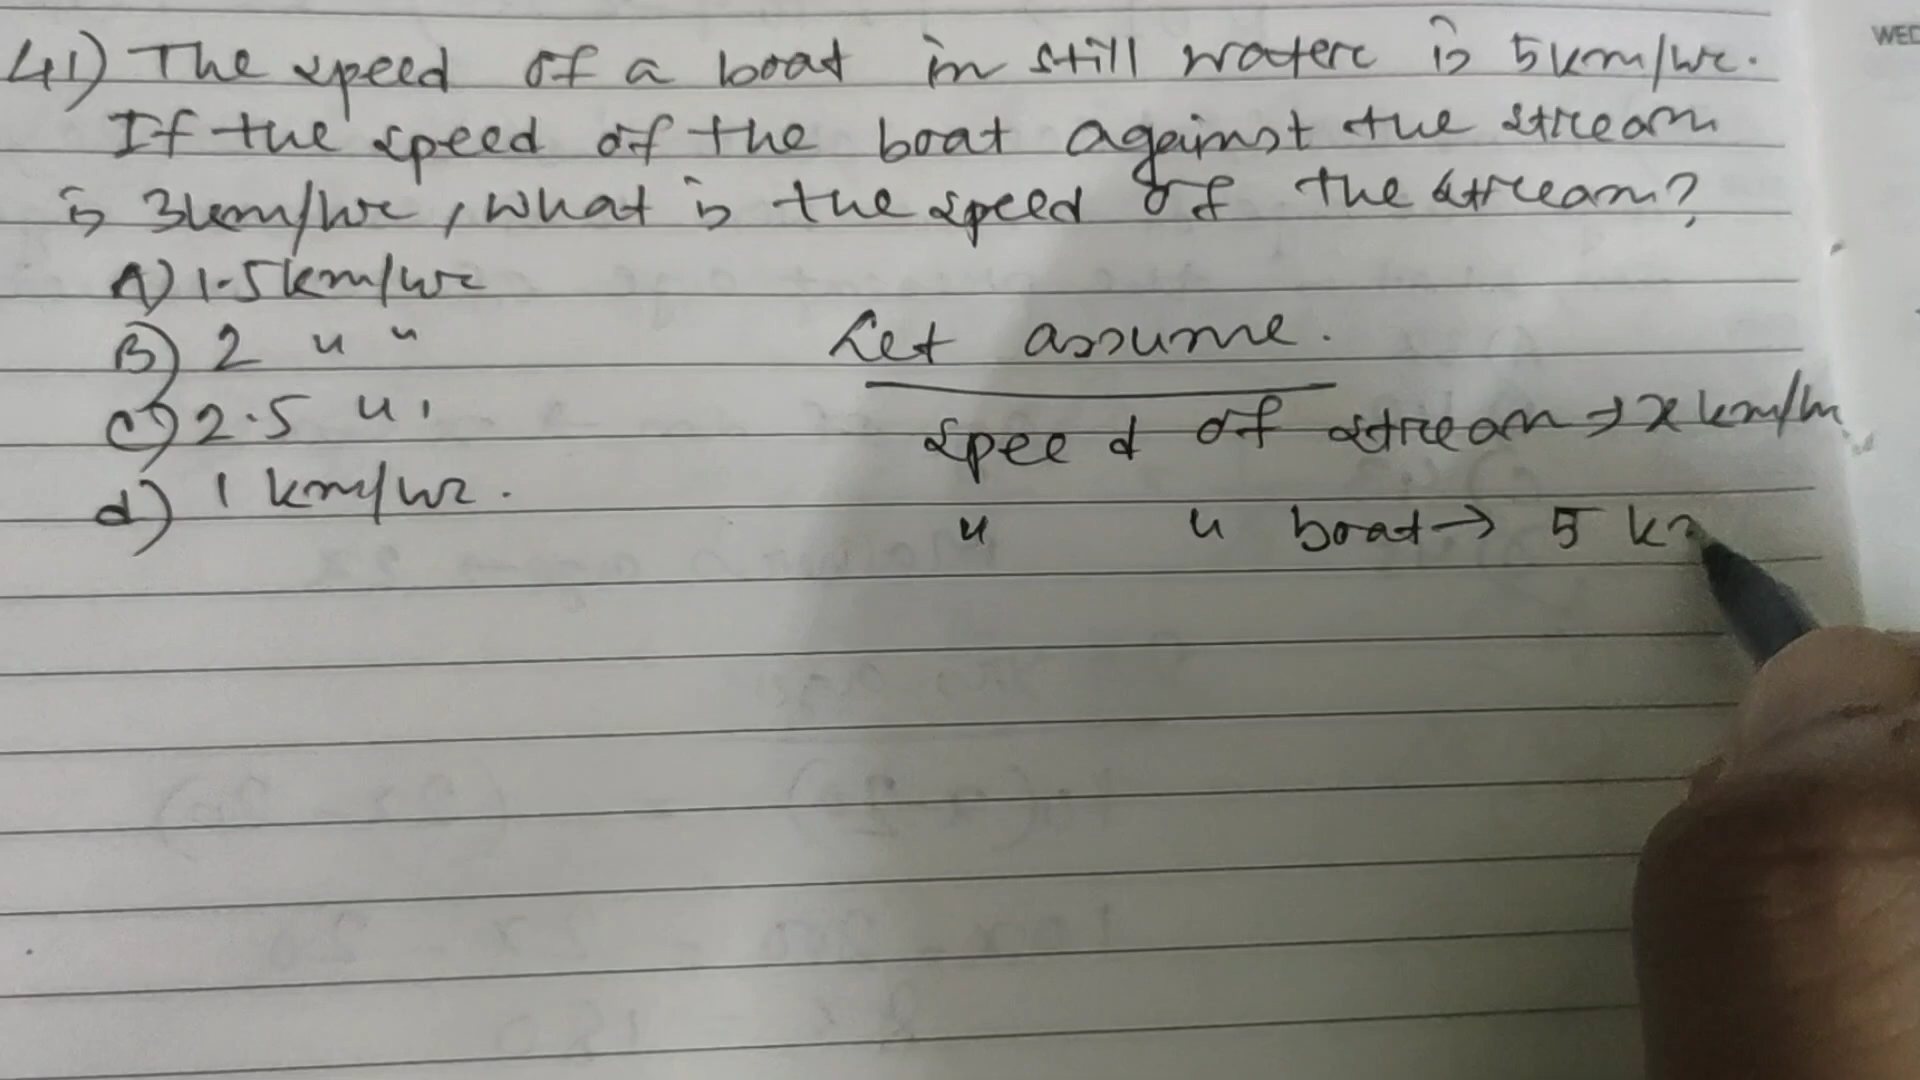 41) The speed of a boat in still water is 5km/hr.
If the speed of the boat against the stream
is 3km/hr, what is the speed of the stream?
A) 1.5km/hr
B) 2 " "
C) 2.5 " "
d) 1 km/hr.
Let assume.
speed of stream → x km/h
" " boat → 5 k
WED